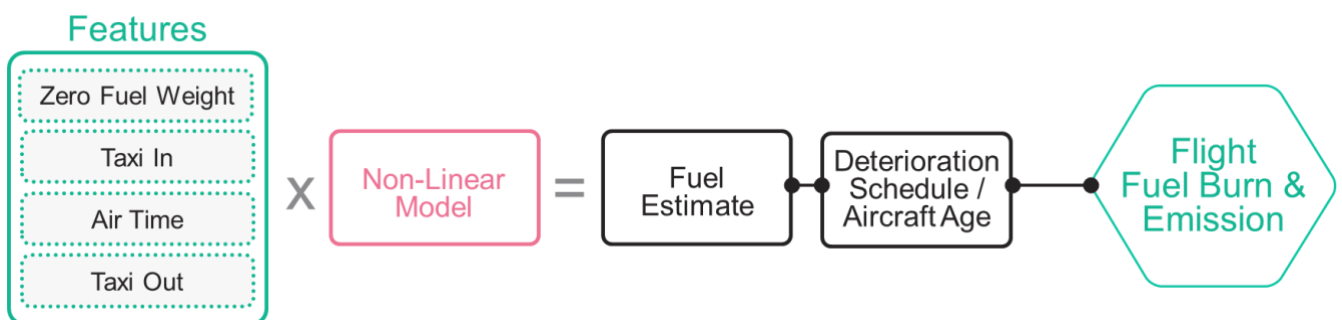 Features
Zero Fuel Weight
Taxi In
Air Time
Taxi Out
x
Non-Linear
Model
=
Fuel
Estimate
Deterioration
Schedule /
Aircraft Age
Flight
Fuel Burn &
Emission